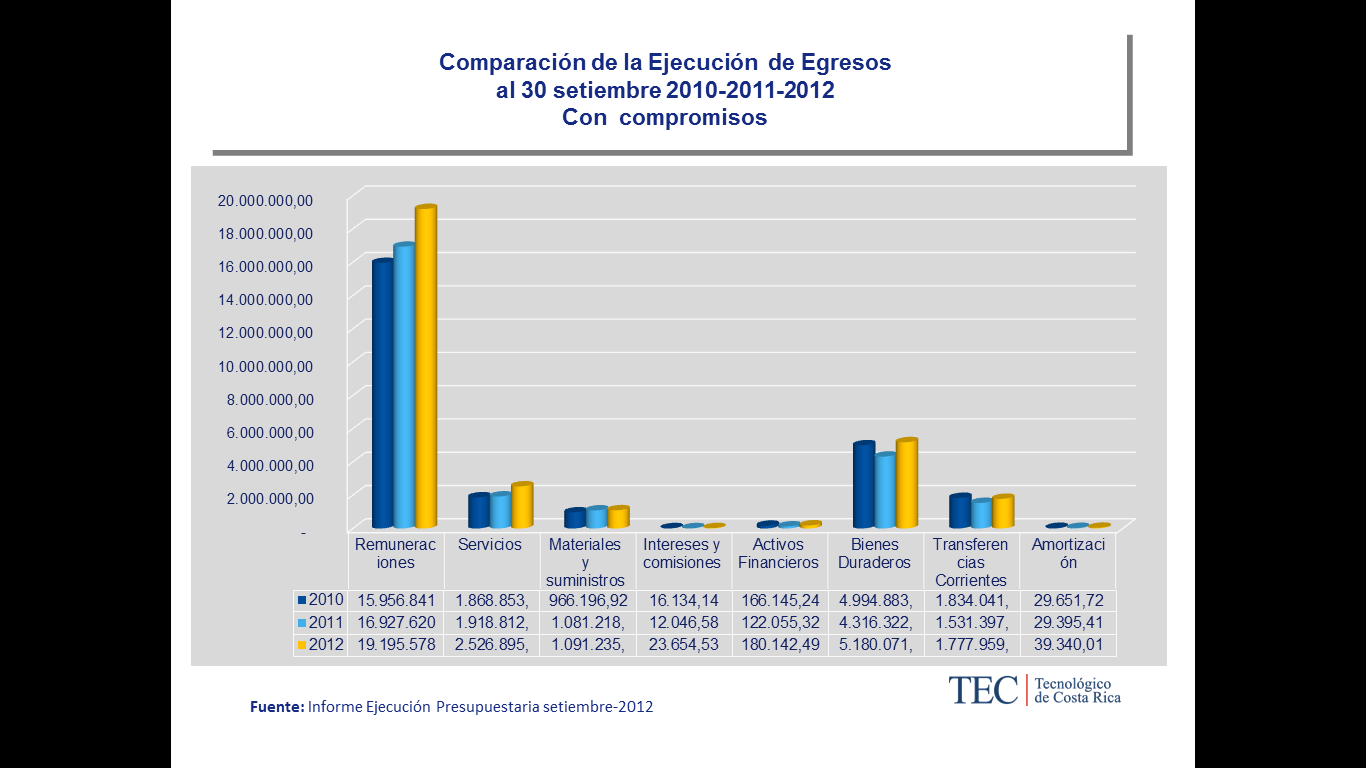 Comparación de la Ejecución de Egresos
al 30 setiembre 2010-2011-2012
Con compromisos
20.000.000,00
18.000.000,00
16.000.000,00
14.000.000,00
12.000.000,00
10.000.000,00
8.000.000,00
6.000.000,00
4.000.000,00
2.000.000,00
-
Remunerac
iones
Servicios
Materiales
y
suministros
Intereses y
comisiones
Activos
Financieros
Bienes
Duraderos
Transferen
cias
Corrientes
Amortizaci
ón
2010 15.956.841 1.868.853, 966.196,92 16.134,14 166.145,24 4.994.883, 1.834.041, 29.651,72
2011 16.927.620 1.918.812, 1.081.218, 12.046,58 122.055,32 4.316.322, 1.531.397, 29.395,41
2012 19.195.578 2.526.895, 1.091.235, 23.654,53 180.142,49 5.180.071, 1.777.959, 39.340,01
TEC Tecnológico
de Costa Rica
Fuente: Informe Ejecución Presupuestaria setiembre-2012